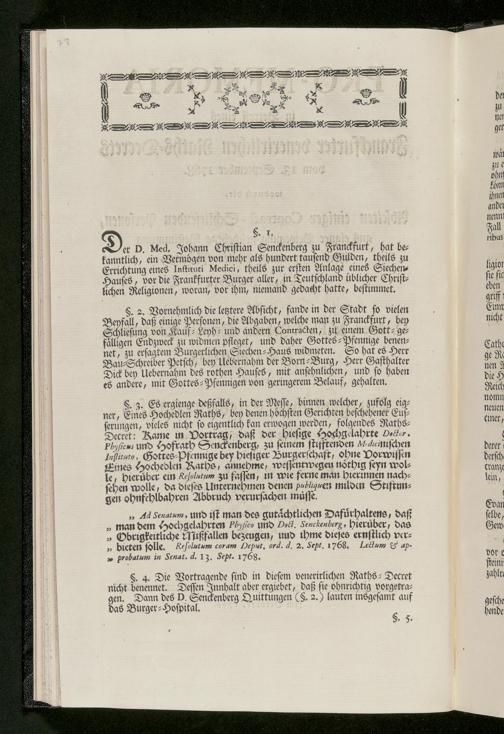 §. 1.
Der D. Med. Johann Christian Senckenberg zu Franckfurt, hat be-
kanntlich, ein Vermögen von mehr als hundert tausend Gulden, theils zu
Errichtung eines Instituti Medici, theils zur ersten Anlage eines Siechen-
Hauses, vor die Franckfurter Burger aller, in Teutschland üblicher Christ-
lichen Religionen, woran, vor ihm, niemand gedacht hatte, bestimmet.
§. 2. Vornehmlich die letztere Absicht, fande in der Stadt so vielen
Beyfall, daß einige Personen, die Abgaben, welche man zu Franckfurt, bey
Schliesung von Kauf- Leyh- und andern Contracten, zu einem Gott-ge-
fälligen Endzweck zu widmen pfleget, und daher Gottes-Pfennige benen-
net, zu ersagtem Burgerlichen Siechen-Haus widmeten. So hat es Herr
Bau-Schreiber Petsch, bey Uebernahm der Born-Burg, Herr Gasthalter
Dick bey Uebernahm des rothen Hauses, mit ansehnlichen, und so haben
es andere, mit Gottes-Pfennigen von geringerem Belauf, gehalten.
§. 3. Es ergienge deßfalls, in der Messe, binnen welcher, zufolg eig-
ner, Eines Hochedlen Raths, bey denen höchsten Gerichten beschehener Euf-
serungen, vieles nicht so eigentlich kan erwogen werden, folgendes Raths-
Decret: Kame in Vortrag, daß der hiesige Hochgelahrte Doctor.
Physicus und Hofrath Senckenberg, zu seinem stiftenden Medicinischen
Instituto, Gottes-Pfennige bey hiesiger Burgerschaft, ohne Vorwissen
Eines Hochedlen Raths, annehme, wessentwegen nöthig seyn wol-
le, hierüber ein Resolutum zu fassen, in wie ferne man hierinnen nach-
sehen wolle, da dieses Unternehmen denen publiquen milden Stiftun-
gen ohnfehlbahren Abbruch verursachen müsse.
„ Ad Senatum, und ist man des gutächtlichen Dafürhaltens, daß
„ man dem Hochgelahrten Physico und Doct. Senckenberg, hierüber, das
„ Obrigkeitliche Mißfallen bezeugen, und ihme dieses ernstlich ver-
„ bieten solle. Resolutum coram Deput. ord. d. 2. Sept. 1768. Lectum & ap-
„ probatum in Senat. d. 13. Sept. 1768.
§. 4. Die Vortragende sind in diesem venerirlichen Raths-Decret
nicht benennet. Dessen Innhalt aber ergiebet, daß sie ohnrichtig vorgetra-
gen. Dann des D. Senckenberg Quittungen (§. 2.) lauten insgesamt auf
das Burger-Hospital.
§. 5.